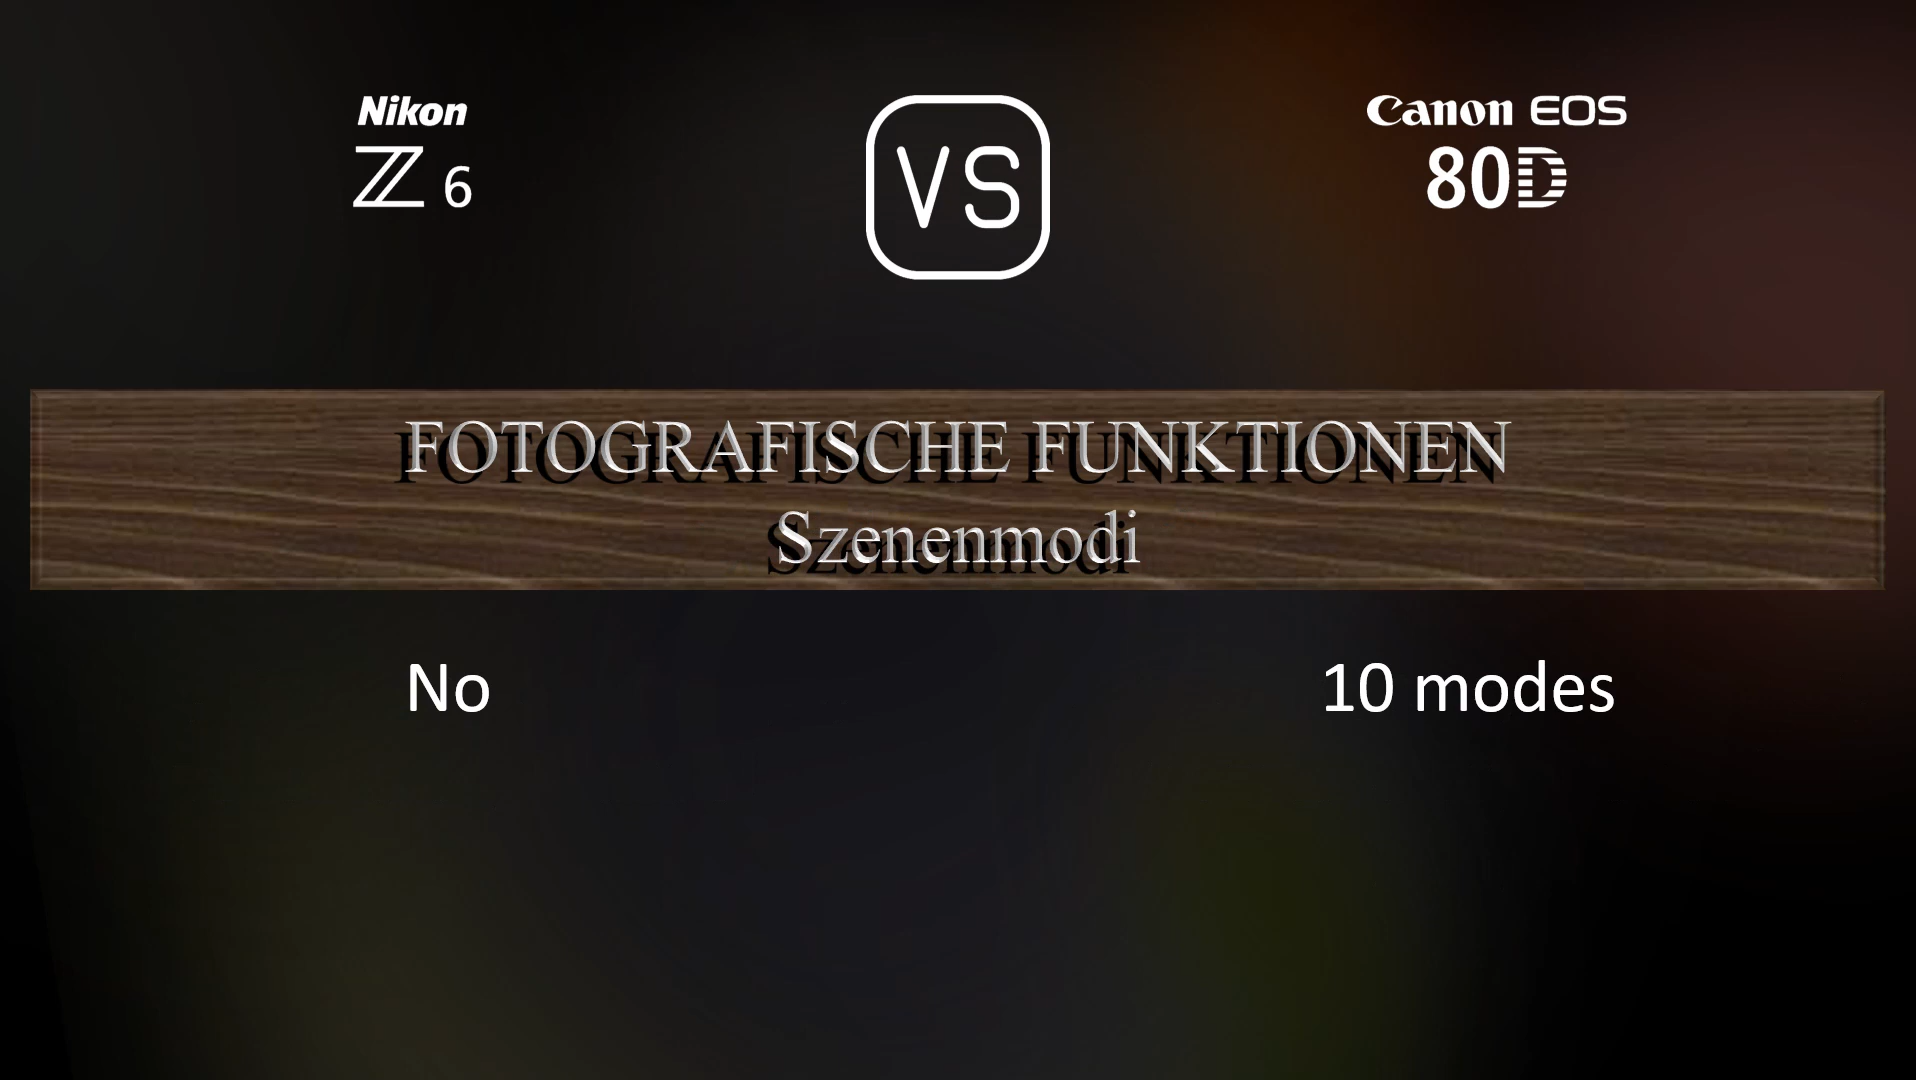 Nikon
Z 6
VS
Canon EOS
80D
FOTOGRAFISCHE FUNKTIONEN
Szenenmodi
No
10 modes